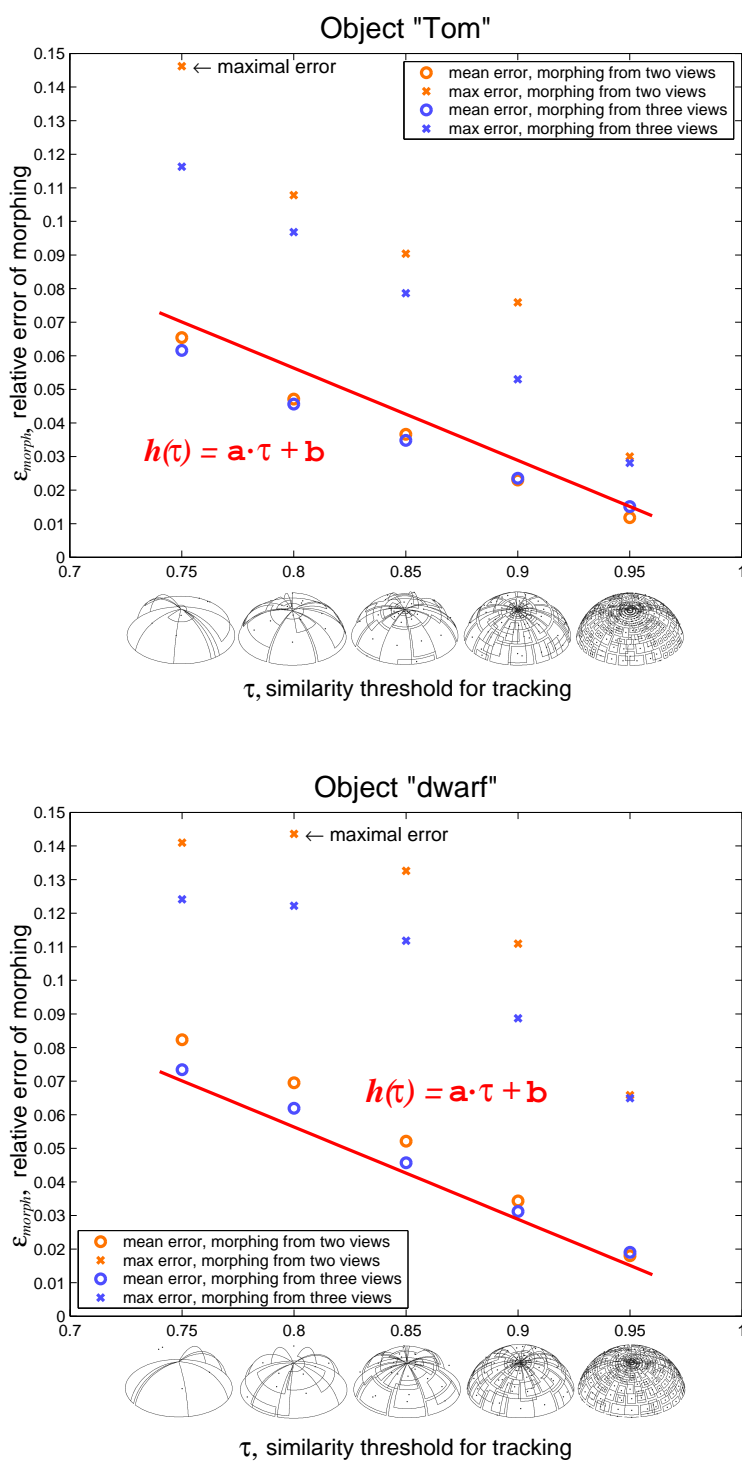 Object "Tom"
0.15
0.14
0.13
0.12
0.11
0.1
0.09
0.08
0.07
0.06
0.05
0.04
0.03
0.02
0.01
0
ε_morph, relative error of morphing
← maximal error
mean error, morphing from two views
max error, morphing from two views
mean error, morphing from three views
max error, morphing from three views
h(τ) = a·τ + b
0.7 0.75 0.8 0.85 0.9 0.95 1
τ, similarity threshold for tracking
Object "dwarf"
0.15
0.14
0.13
0.12
0.11
0.1
0.09
0.08
0.07
0.06
0.05
0.04
0.03
0.02
0.01
0
ε_morph, relative error of morphing
← maximal error
h(τ) = a·τ + b
mean error, morphing from two views
max error, morphing from two views
mean error, morphing from three views
max error, morphing from three views
0.7 0.75 0.8 0.85 0.9 0.95 1
τ, similarity threshold for tracking